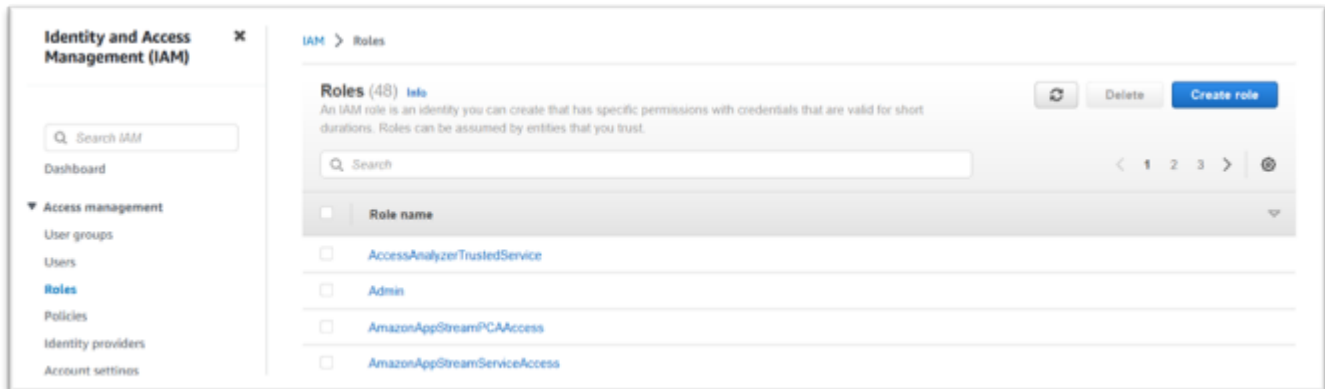 Identity and Access
Management (IAM)
Search IAM
Dashboard
Access management
User groups
Users
Roles
Policies
Identity providers
Account settings
IAM > Roles
Roles (48) Info
An IAM role is an identity you can create that has specific permissions with credentials that are valid for short
durations. Roles can be assumed by entities that you trust.
Delete
Create role
Search
1 2 3
Role name
AccessAnalyzerTrustedService
Admin
AmazonAppStreamPCAAccess
AmazonAppStreamServiceAccess